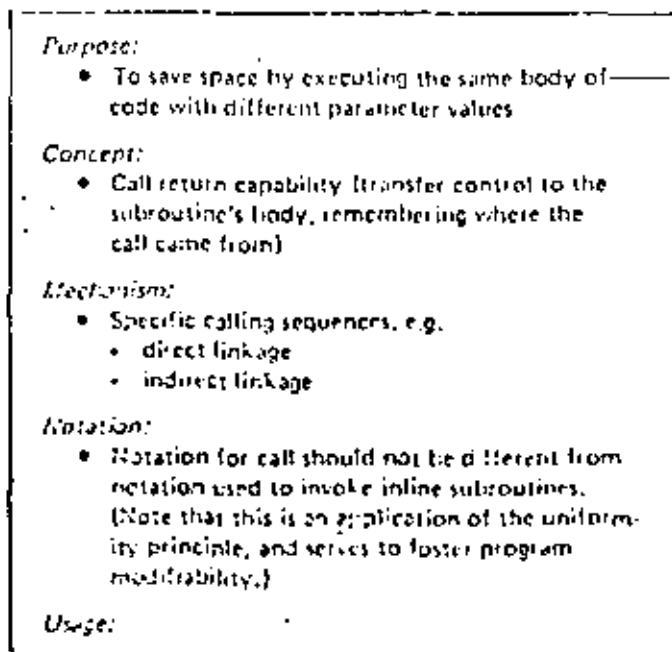 Purpose:
• To save space by executing the same body of
code with different parameter values
Concept:
• Call return capability (transfer control to the
subroutine's body, remembering where the
call came from)
Mechanism:
• Specific calling sequences, e.g.
• direct linkage
• indirect linkage
Notation:
• Notation for call should not be different from
notation used to invoke inline subroutines.
(Note that this is an application of the uniform-
ity principle, and serves to foster program
modifiability.)
Usage: